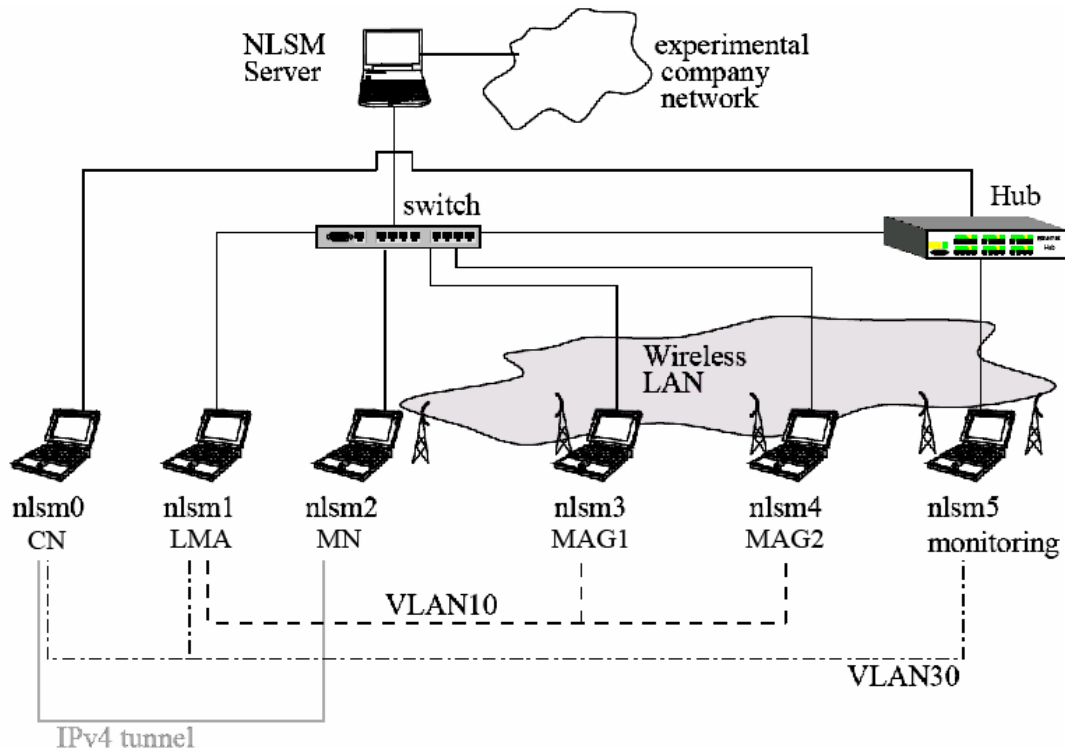 NLSM
Server
experimental
company
network
switch
Hub
Wireless
LAN
nlsm0
CN
nlsm1
LMA
nlsm2
MN
nlsm3
MAG1
nlsm4
MAG2
nlsm5
monitoring
VLAN10
VLAN30
IPv4 tunnel
Hub